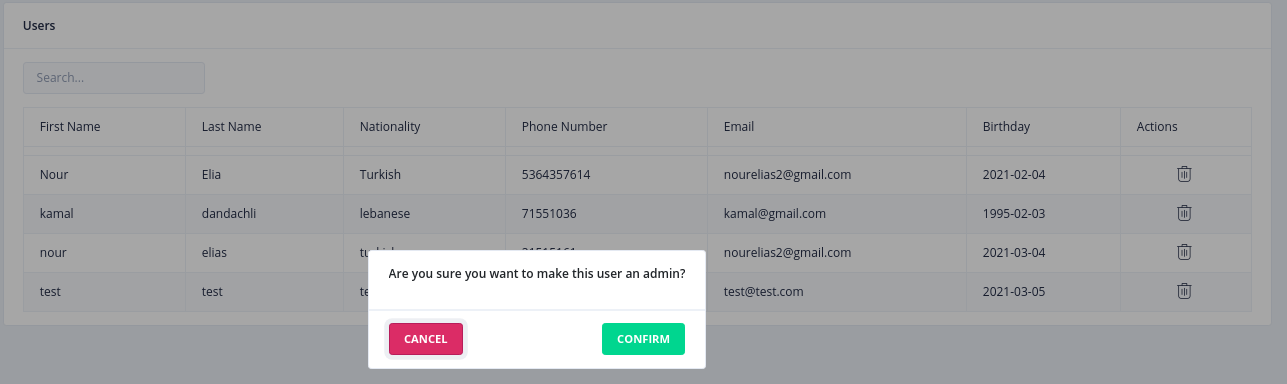 Users
Search...
First Name Last Name Nationality Phone Number Email Birthday Actions
Nour Elia Turkish 5364357614 nourelias2@gmail.com 2021-02-04
kamal dandachli lebanese 71551036 kamal@gmail.com 1995-02-03
nour elias nourelias2@gmail.com 2021-03-04
test test test@test.com 2021-03-05
Are you sure you want to make this user an admin?
CANCEL CONFIRM